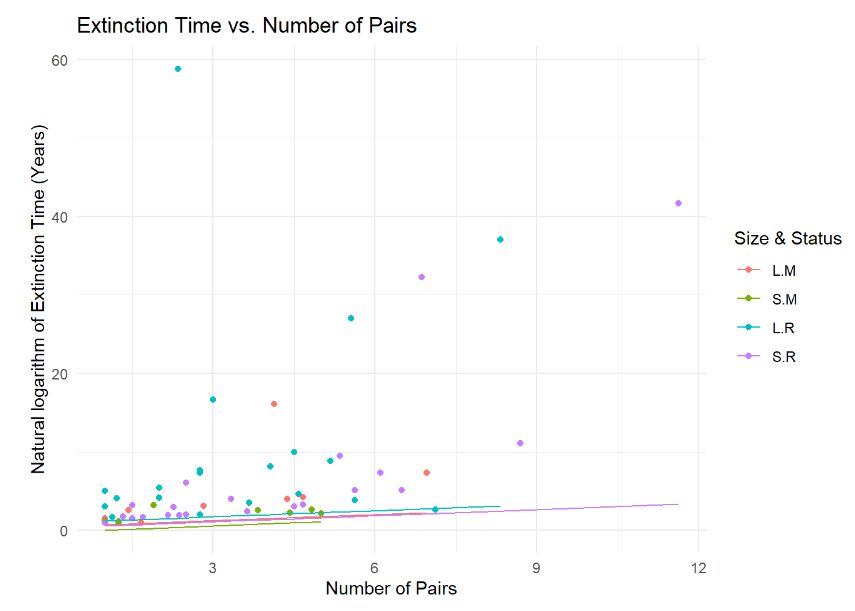 Extinction Time vs. Number of Pairs
Natural logarithm of Extinction Time (Years)
60
40
20
0
3
6
9
12
Number of Pairs
Size & Status
L.M
S.M
L.R
S.R